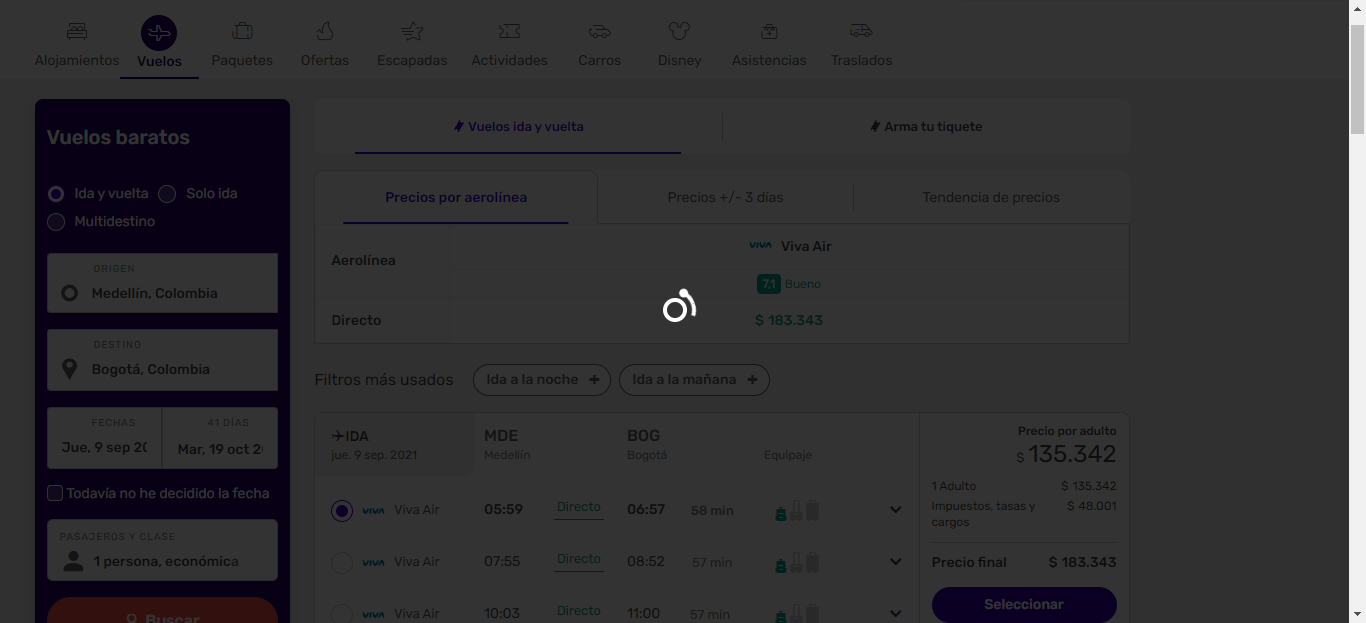 Alojamientos Vuelos Paquetes Ofertas Escapadas Actividades Carros Disney Asistencias Traslados
Vuelos baratos
Ida y vuelta Solo ida
Multidestino
ORIGEN
Medellín, Colombia
DESTINO
Bogotá, Colombia
FECHAS 41 DÍAS
Jue, 9 sep 20 Mar, 19 oct 2
Todavía no he decidido la fecha
PASAJEROS Y CLASE
1 persona, económica
Buscar
Vuelos ida y vuelta Arma tu tiquete
Precios por aerolínea Precios +/- 3 días Tendencia de precios
Aerolínea VIVA Viva Air
7,1 Bueno
Directo $ 183.343
Filtros más usados Ida a la noche + Ida a la mañana +
IDA MDE BOG
jue. 9 sep. 2021 Medellín Bogotá Equipaje
VIVA Viva Air 05:59 Directo 06:57 58 min
VIVA Viva Air 07:55 Directo 08:52 57 min
VIVA Viva Air 10:03 Directo 11:00 57 min
Precio por adulto
$ 135.342
1 Adulto $ 135.342
Impuestos, tasas y $ 48.001
cargos
Precio final $ 183.343
Seleccionar